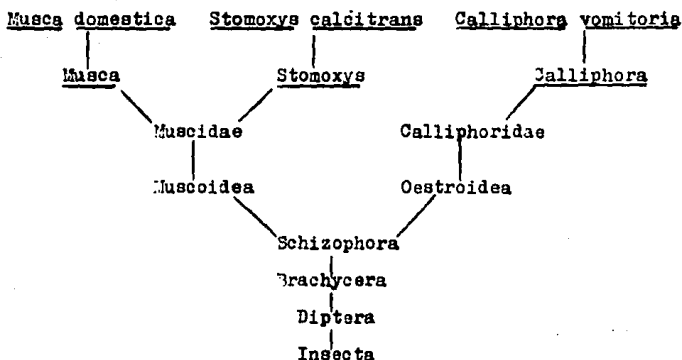 Musca domestica Stomoxys calcitrans Calliphora vomitoria
Musca Stomoxys Calliphora
Muscidae Calliphoridae
Muscoidea Oestroidea
Schizophora
Brachycera
Diptera
Insecta